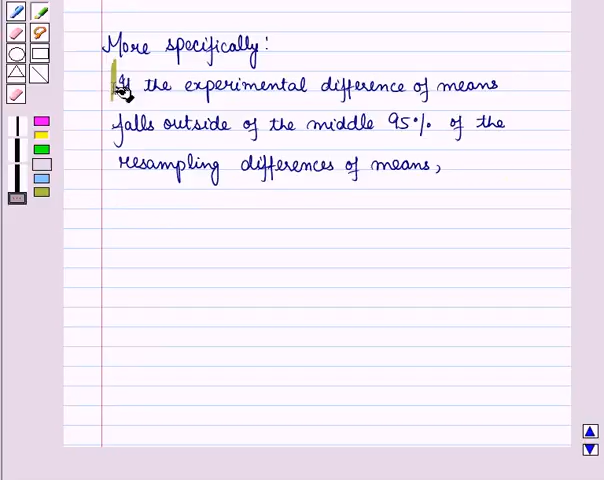 More specifically:
If the experimental difference of means
falls outside of the middle 95% of the
resampling differences of means,